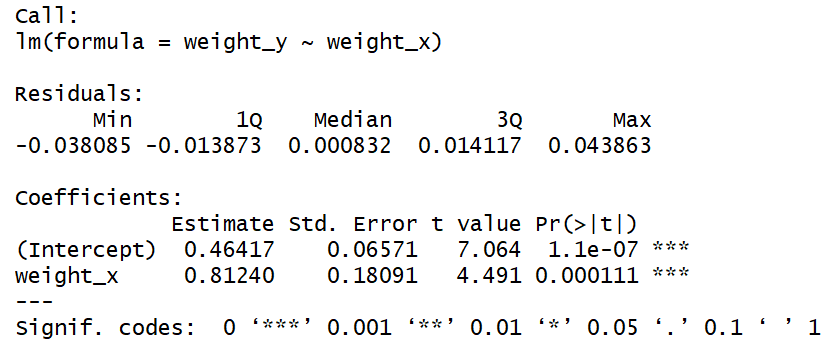 Call:
lm(formula = weight_y ~ weight_x)
Residuals:
Min 1Q Median 3Q Max
-0.038085 -0.013873 0.000832 0.014117 0.043863
Coefficients:
Estimate Std. Error t value Pr(>|t|)
(Intercept) 0.46417 0.06571 7.064 1.1e-07 ***
weight_x 0.81240 0.18091 4.491 0.000111 ***
---
Signif. codes: 0 ‘***’ 0.001 ‘**’ 0.01 ‘*’ 0.05 ‘.’ 0.1 ‘ ’ 1